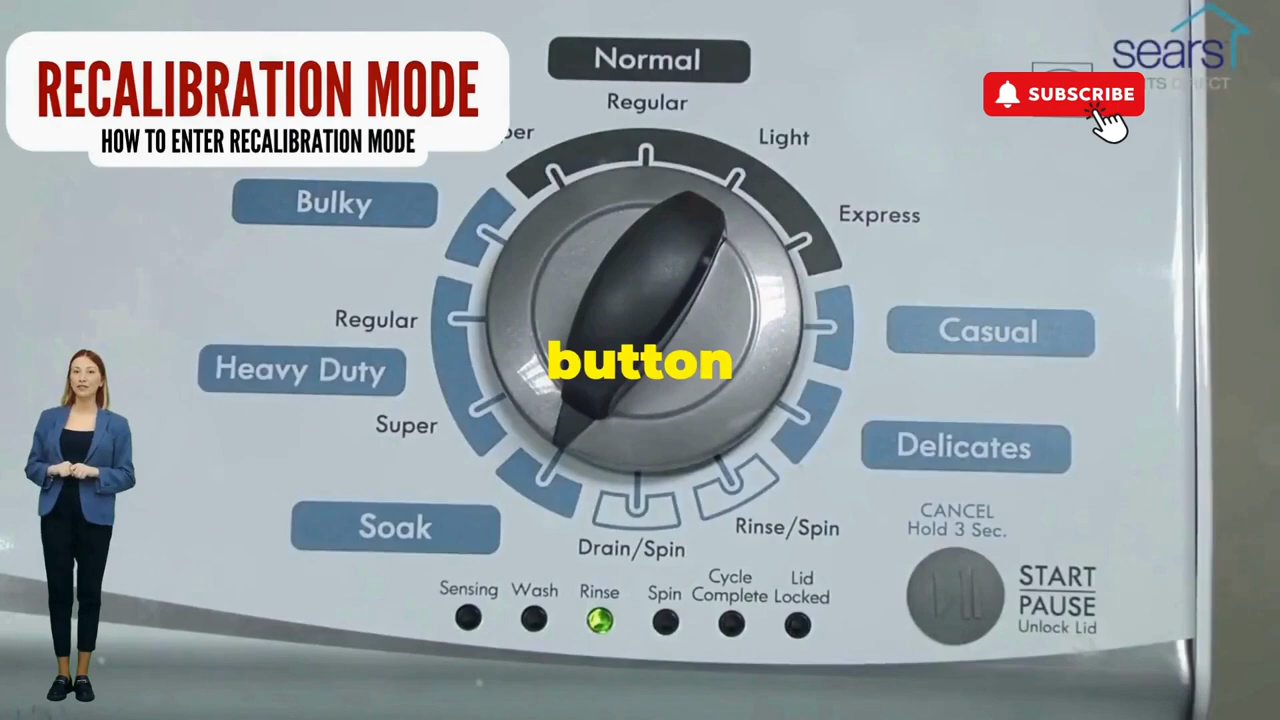 RECALIBRATION MODE
HOW TO ENTER RECALIBRATION MODE
sears
SUBSCRIBE
Normal
Regular
Light
Bulky
Express
Regular
Casual
Heavy Duty
button
Super
Delicates
Soak
Rinse/Spin
Drain/Spin
CANCEL
Hold 3 Sec.
Sensing
Wash
Rinse
Spin
Cycle
Complete
Lid
Locked
START
PAUSE
Unlock Lid